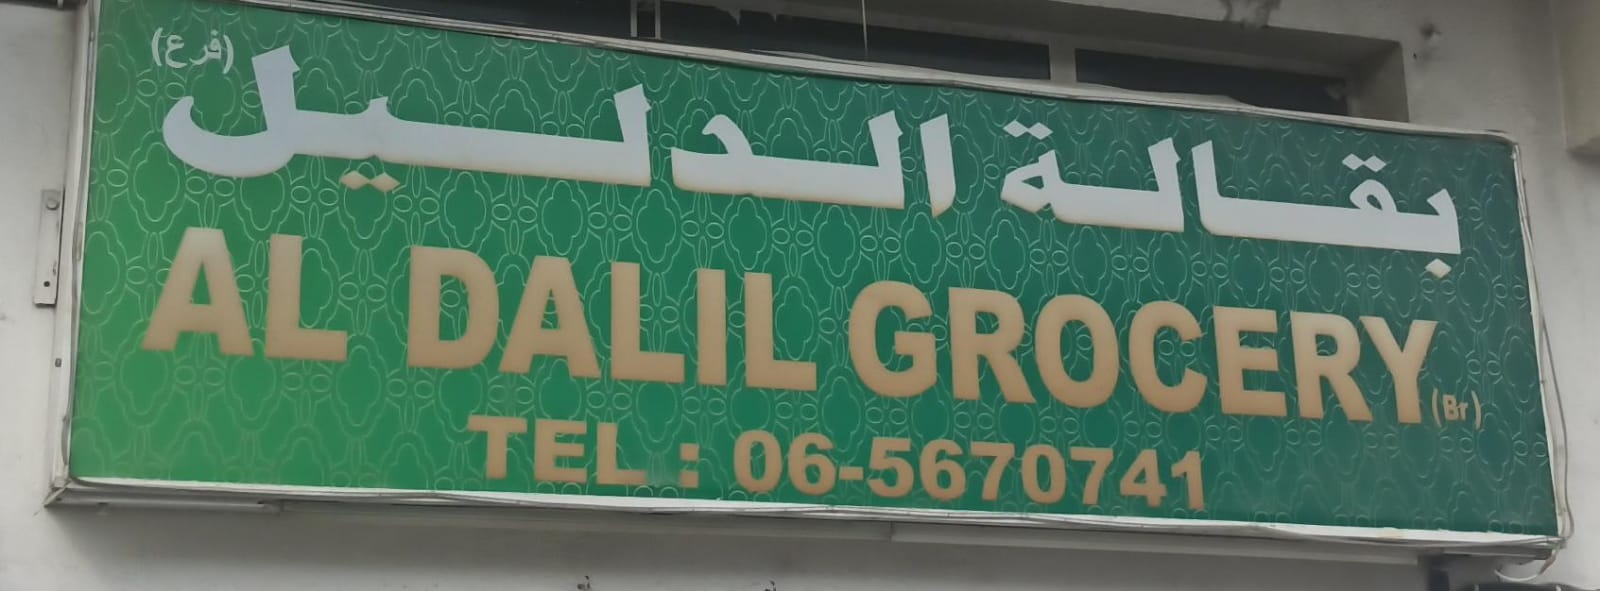 بقالة الدليل (فرع)
AL DALIL GROCERY (Br)
TEL : 06-5670741